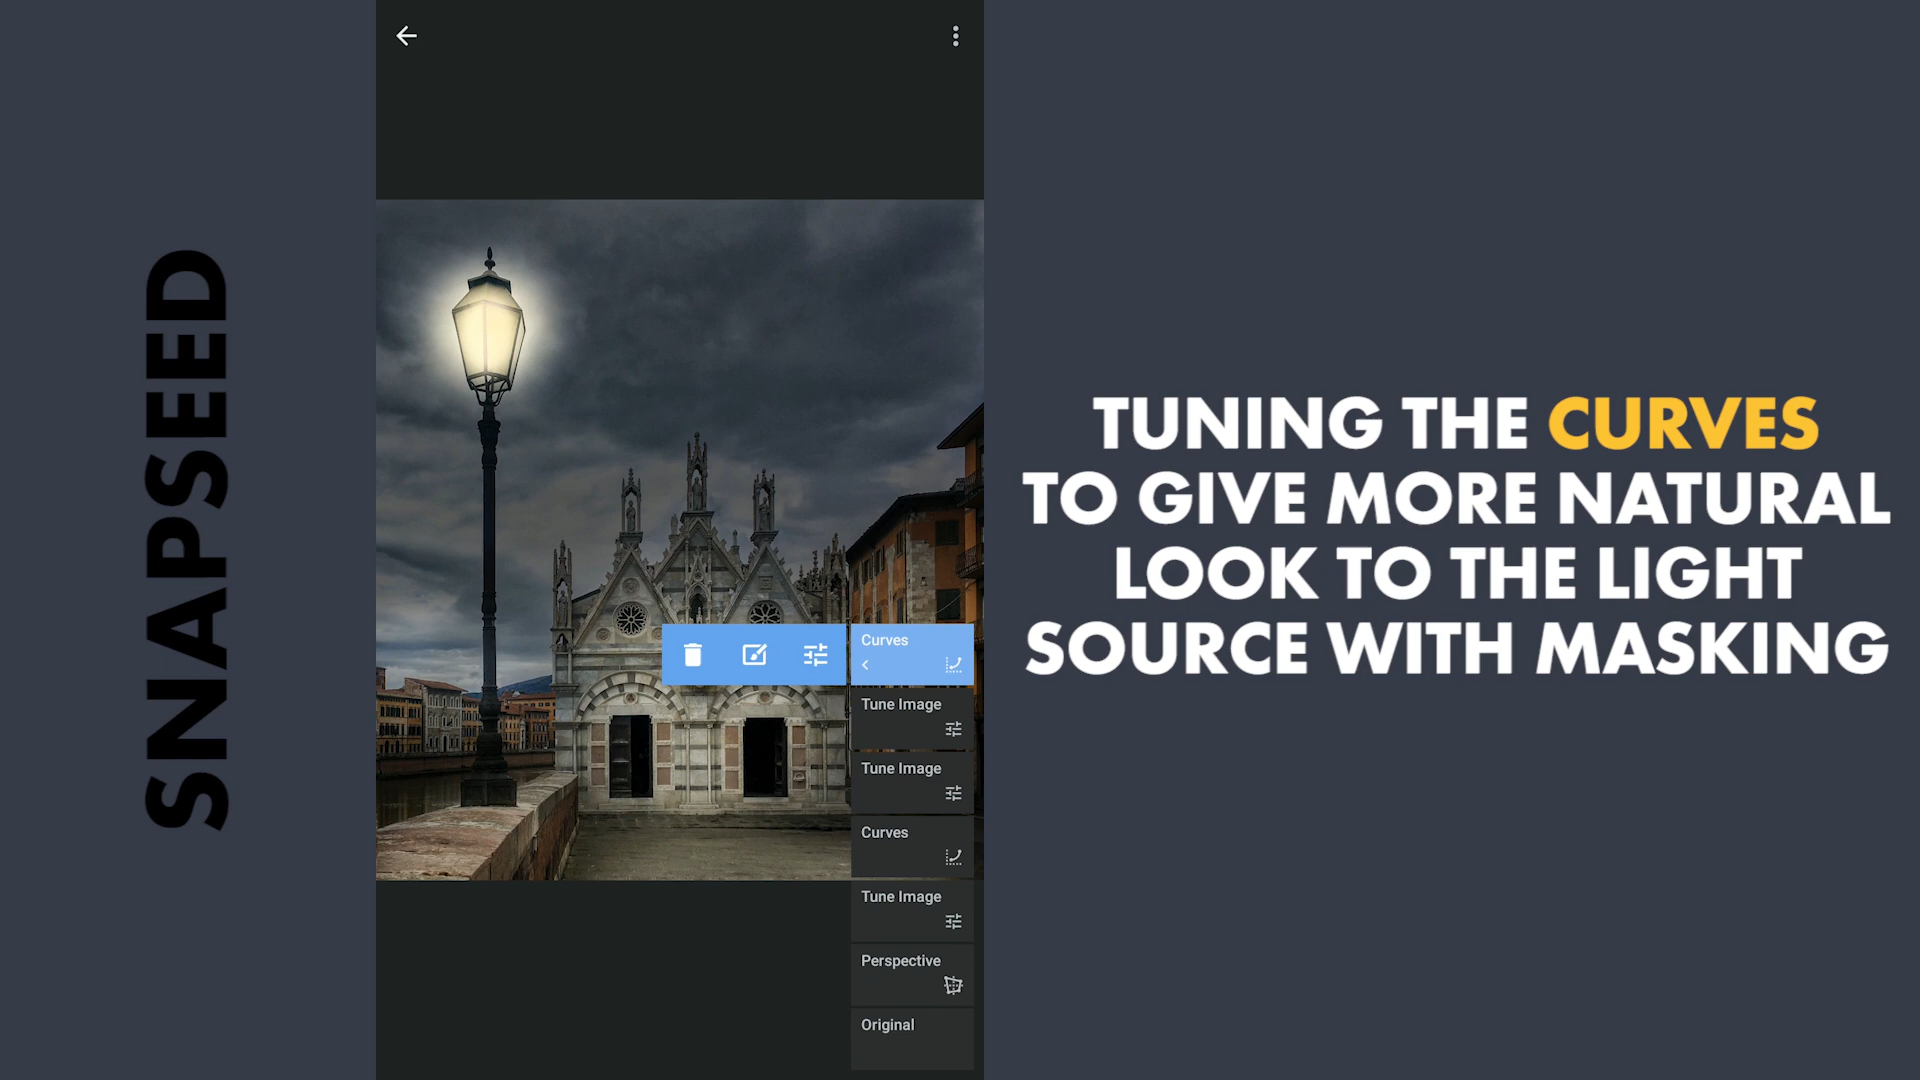 SNAPSEED
Curves
Tune Image
Tune Image
Curves
Tune Image
Perspective
Original
TUNING THE CURVES
TO GIVE MORE NATURAL
LOOK TO THE LIGHT
SOURCE WITH MASKING